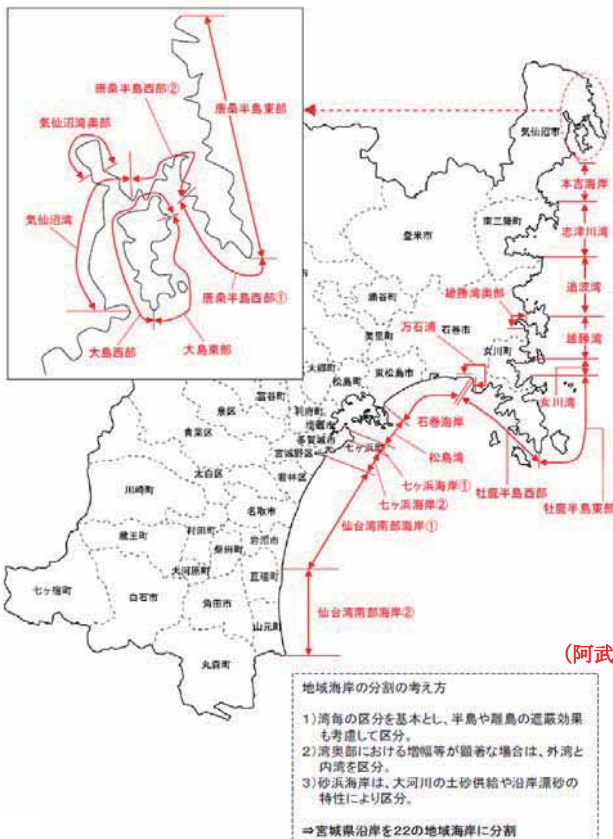 唐桑半島西部②
唐桑半島東部
気仙沼湾奥部
気仙沼湾
唐桑半島西部①
大島西部
大島東部
気仙沼市
本吉海岸
志津川湾
南三陸町
登米市
追波湾
雄勝湾奥部
涌谷町
石巻市
万石浦
美里町
女川町
雄勝湾
大郷町
東松島市
松島町
女川湾
富谷町
利府町
泉区
塩竈市
石巻海岸
多賀城市
青葉区
七ヶ浜町
宮城野区
松島湾
牡鹿半島西部
牡鹿半島東部
太白区
若林区
七ヶ浜海岸①
川崎町
七ヶ浜海岸②
名取市
仙台湾南部海岸①
村田町
岩沼市
蔵王町
柴田町
大河原町
亘理町
七ヶ宿町
白石市
角田市
仙台湾南部海岸②
山元町
丸森町
(阿武
地域海岸の分割の考え方
1)湾毎の区分を基本とし、半島や離島の遮蔽効果
も考慮して区分。
2)湾奥部における増幅等が顕著な場合は、外湾と
内湾を区分。
3)砂浜海岸は、大河川の土砂供給や沿岸漂砂の
特性により区分。
⇒宮城県沿岸を22の地域海岸に分割